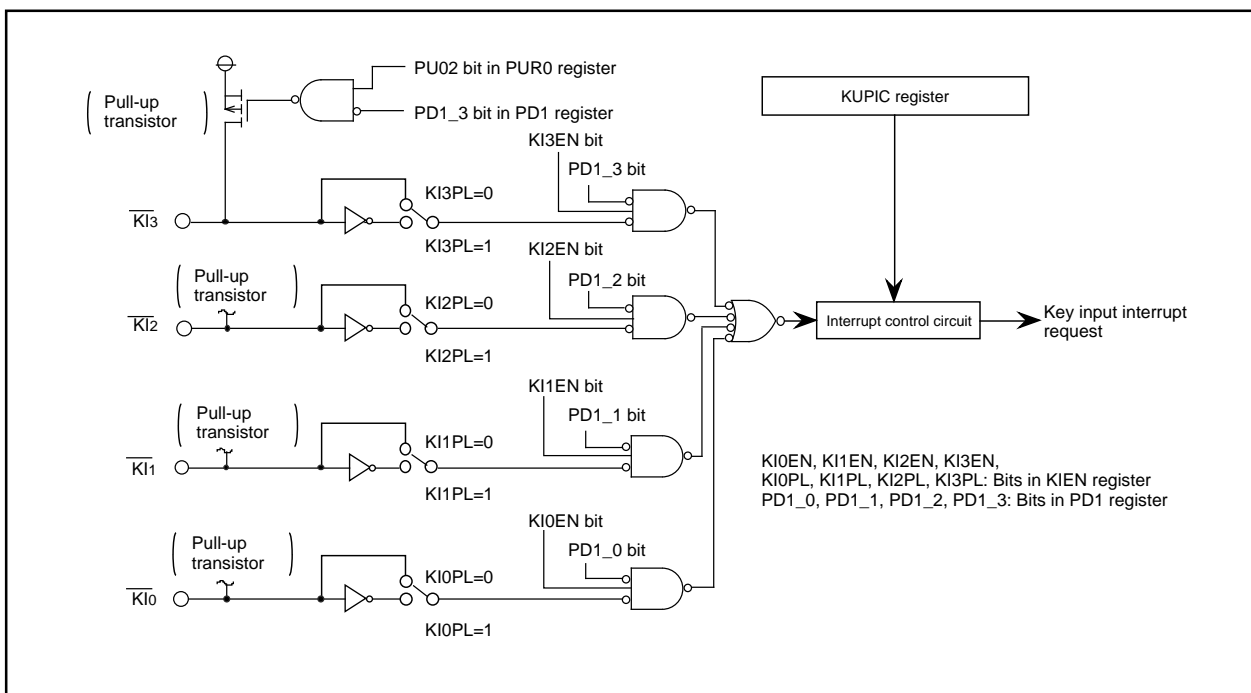 PU02 bit in PUR0 register
Pull-up
transistor
PD1_3 bit in PD1 register
KUPIC register
KI3EN bit
PD1_3 bit
KI3PL=0
KI3
KI3PL=1
KI2EN bit
Pull-up
transistor
PD1_2 bit
KI2PL=0
KI2
KI2PL=1
Interrupt control circuit
Key input interrupt
request
KI1EN bit
Pull-up
transistor
PD1_1 bit
KI1PL=0
KI1
KI1PL=1
KI0EN, KI1EN, KI2EN, KI3EN,
KI0PL, KI1PL, KI2PL, KI3PL: Bits in KIEN register
PD1_0, PD1_1, PD1_2, PD1_3: Bits in PD1 register
KI0EN bit
Pull-up
transistor
PD1_0 bit
KI0PL=0
KI0
KI0PL=1